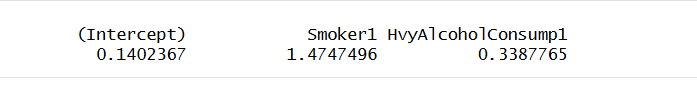 (Intercept) Smoker1 HvyAlcoholConsump1
0.1402367 1.4747496 0.3387765